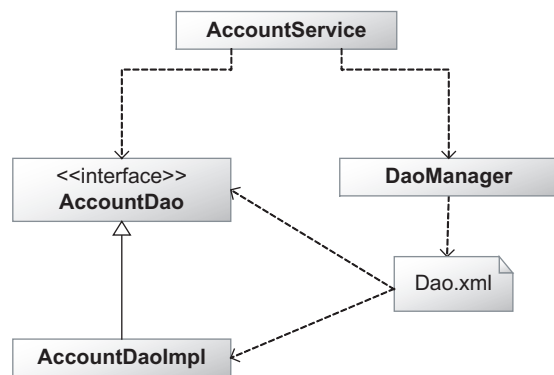 AccountService
<<interface>>
AccountDao
DaoManager
Dao.xml
AccountDaoImpl